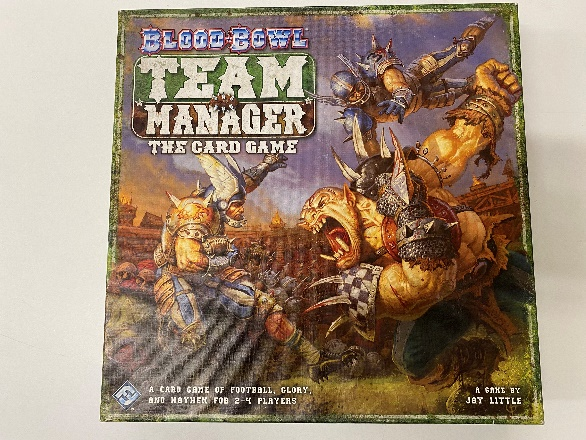 BLOOD BOWL
TEAM
MANAGER
THE CARD GAME
A CARD GAME OF FOOTBALL, GLORY,
AND MAYHEM FOR 2-4 PLAYERS
A GAME BY
JAY LITTLE